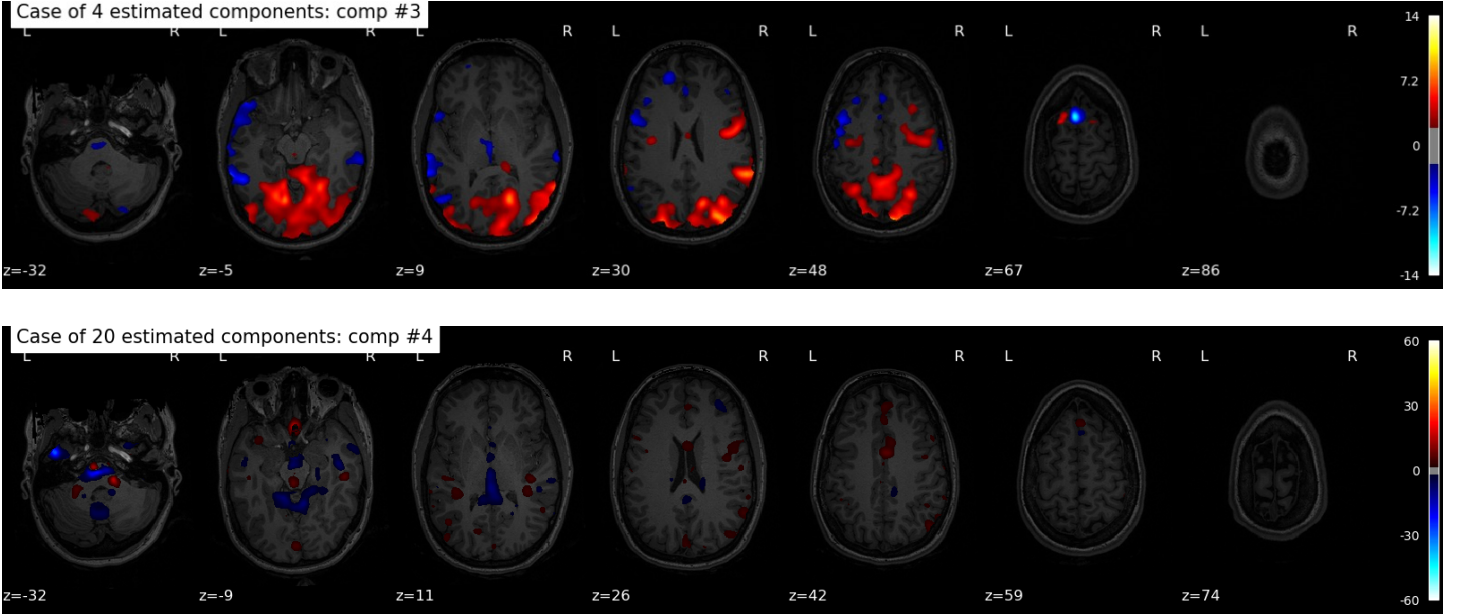 Case of 4 estimated components: comp #3
L R L R L R L R L R L R L R
z=-32 z=-5 z=9 z=30 z=48 z=67 z=86
14
7.2
0
-7.2
-14
Case of 20 estimated components: comp #4
L R L R L R L R L R L R L R
z=-32 z=-9 z=11 z=26 z=42 z=59 z=74
60
30
0
-30
-60